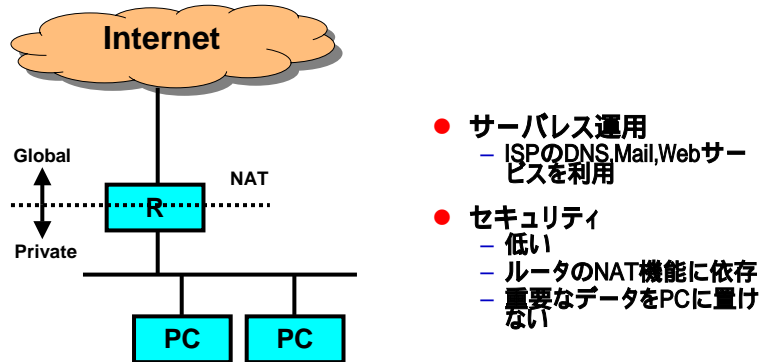 Internet
Global
NAT
R
Private
PC
PC
サーバレス運用
– ISPのDNS,Mail,Webサー
ビスを利用
セキュリティ
– 低い
– ルータのNAT機能に依存
– 重要なデータをPCに置け
ない